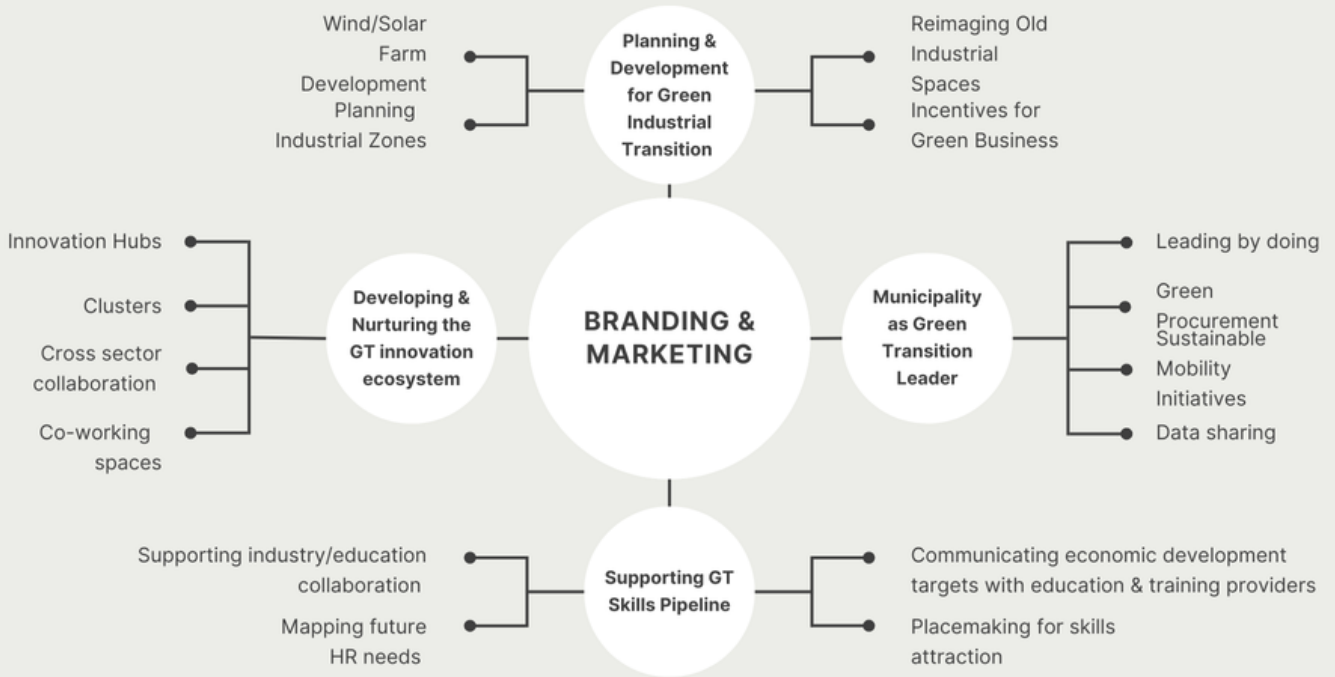 Wind/Solar
Farm
Development
Planning
Industrial Zones
Planning &
Development
for Green
Industrial
Transition
Reimaging Old
Industrial
Spaces
Incentives for
Green Business
Innovation Hubs
Clusters
Cross sector
collaboration
Co-working
spaces
Developing &
Nurturing the
GT innovation
ecosystem
BRANDING &
MARKETING
Municipality
as Green
Transition
Leader
Leading by doing
Green
Procurement
Sustainable
Mobility
Initiatives
Data sharing
Supporting industry/education
collaboration
Mapping future
HR needs
Supporting GT
Skills Pipeline
Communicating economic development
targets with education & training providers
Placemaking for skills
attraction